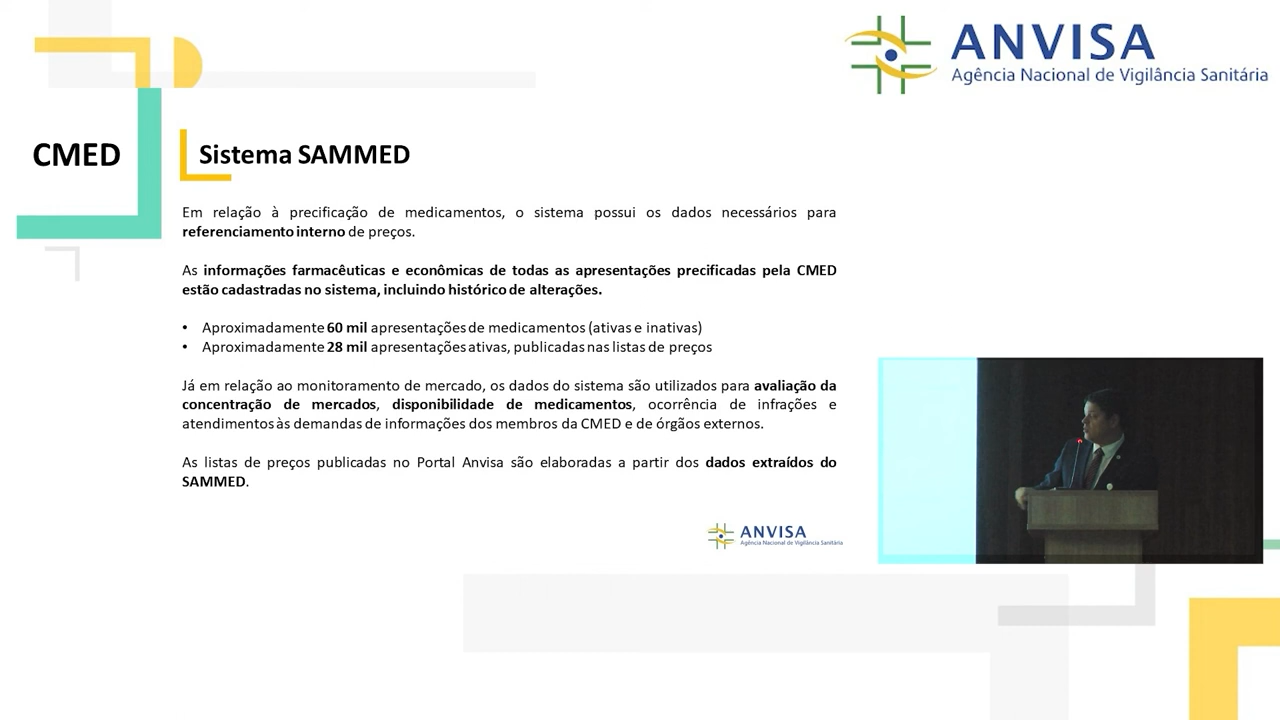 ANVISA
Agência Nacional de Vigilância Sanitária
CMED
Sistema SAMMED
Em relação à precificação de medicamentos, o sistema possui os dados necessários para
referenciamento interno de preços.
As informações farmacêuticas e econômicas de todas as apresentações precificadas pela CMED
estão cadastradas no sistema, incluindo histórico de alterações.
• Aproximadamente 60 mil apresentações de medicamentos (ativas e inativas)
• Aproximadamente 28 mil apresentações ativas, publicadas nas listas de preços
Já em relação ao monitoramento de mercado, os dados do sistema são utilizados para avaliação da
concentração de mercados, disponibilidade de medicamentos, ocorrência de infrações e
atendimentos às demandas de informações dos membros da CMED e de órgãos externos.
As listas de preços publicadas no Portal Anvisa são elaboradas a partir dos dados extraídos do
SAMMED.
ANVISA
Agência Nacional de Vigilância Sanitária